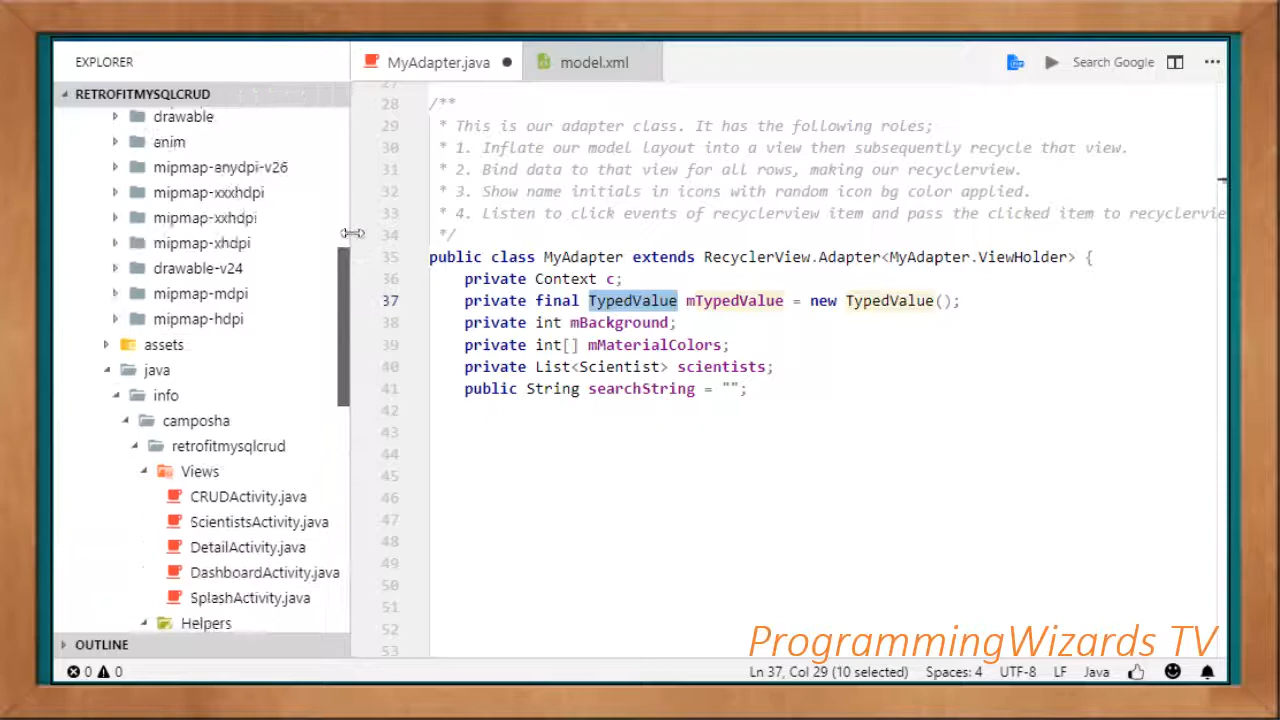 EXPLORER
MyAdapter.java
model.xml
Search Google
RETROFITMYSQLCRUD
drawable
anim
mipmap-anydpi-v26
mipmap-xxxhdpi
mipmap-xxhdpi
mipmap-xhdpi
drawable-v24
mipmap-mdpi
mipmap-hdpi
assets
java
info
camposha
retrofitmysqlcrud
Views
CRUDActivity.java
ScientistsActivity.java
DetailActivity.java
DashboardActivity.java
SplashActivity.java
Helpers
OUTLINE
28 /**
29 * This is our adapter class. It has the following roles;
30 * 1. Inflate our model layout into a view then subsequently recycle that view.
31 * 2. Bind data to that view for all rows, making our recyclerview.
32 * 3. Show name initials in icons with random icon bg color applied.
33 * 4. Listen to click events of recyclerview item and pass the clicked item to recyclervie
34 */
35 public class MyAdapter extends RecyclerView.Adapter<MyAdapter.ViewHolder> {
36 private Context c;
37 private final TypedValue mTypedValue = new TypedValue();
38 private int mBackground;
39 private int[] mMaterialColors;
40 private List<Scientist> scientists;
41 public String searchString = "";
42
43
44
45
46
47
48
49
50
51
52
53
ProgrammingWizards TV
0 0
Ln 37, Col 29 (10 selected) Spaces: 4 UTF-8 LF Java